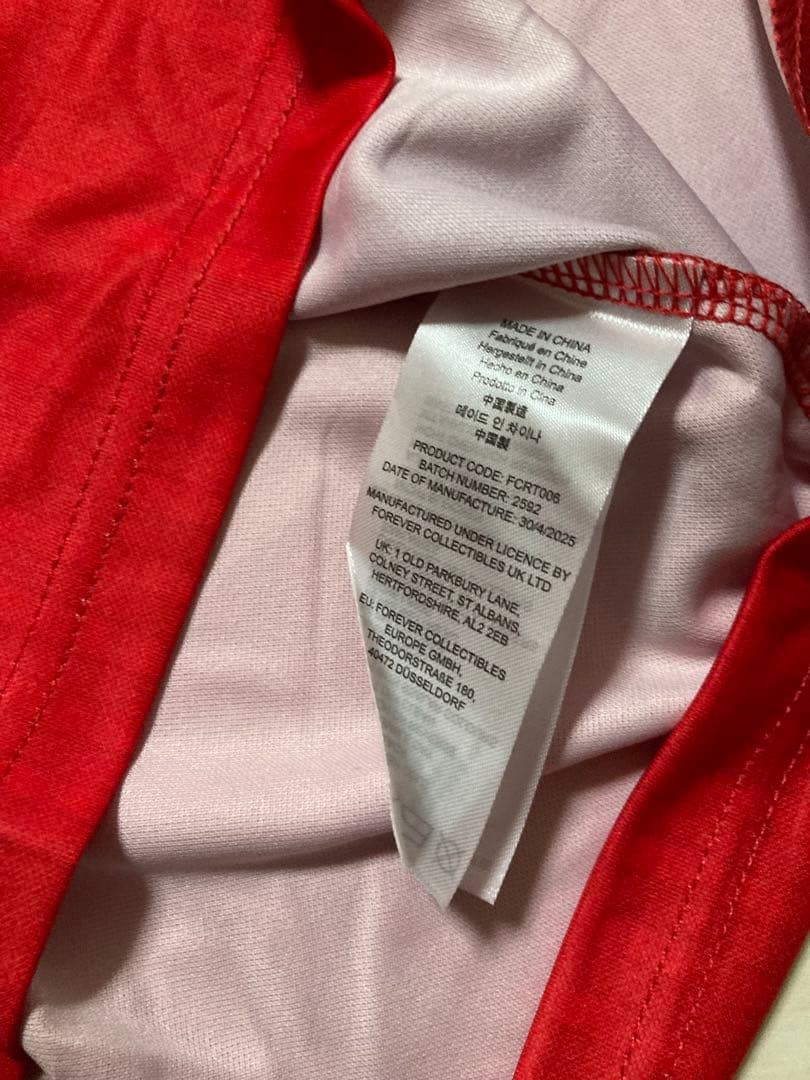 MADE IN CHINA
Fabriqué en Chine
Hergestellt in China
Hecho en China
Prodotto in Cina
中国製造
메이드 인 차이나
中国製
PRODUCT CODE: FCRT006
BATCH NUMBER: 2592
DATE OF MANUFACTURE: 30/4/2025
MANUFACTURED UNDER LICENCE BY
FOREVER COLLECTIBLES UK LTD
UK: 1 OLD PARKBURY LANE,
COLNEY STREET, ST ALBANS,
HERTFORDSHIRE, AL2 2EB
EU: FOREVER COLLECTIBLES
EUROPE GMBH,
THEODORSTRAßE 180,
40472 DÜSSELDORF